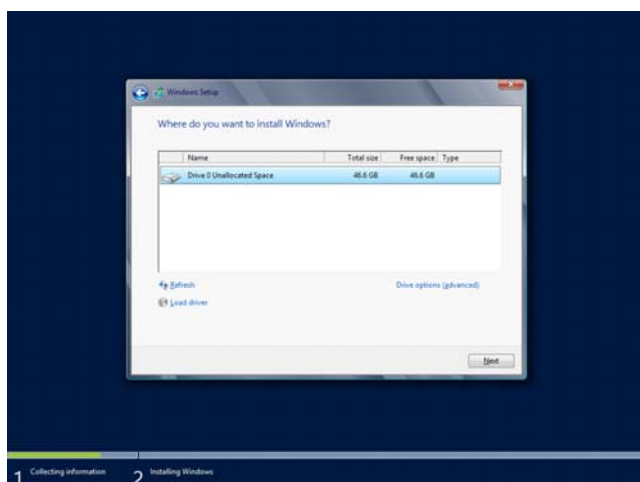 Windows Setup
Where do you want to install Windows?
Name Total size Free space Type
Drive 0 Unallocated Space 46.6 GB 46.6 GB
Refresh Drive options (advanced)
Load driver
Next
1 Collecting information 2 Installing Windows